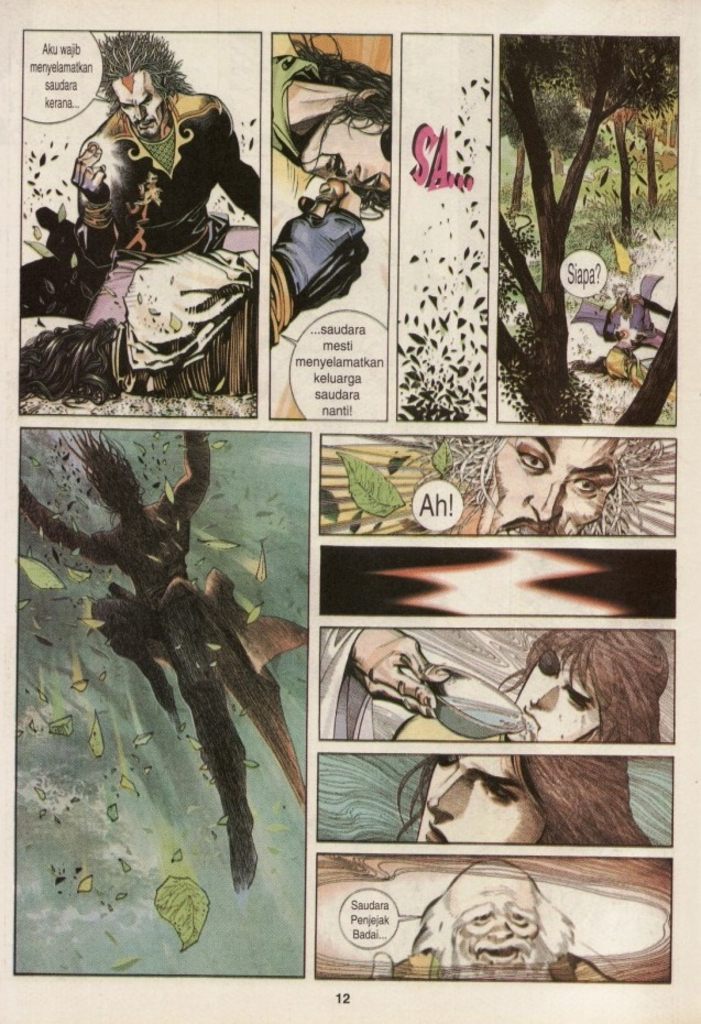 Aku wajib
menyelamatkan
saudara
kerana...
...saudara
mesti
menyelamatkan
keluarga
saudara
nanti!
SA...
Siapa?
Ah!
Saudara
Penjejak
Badai...
12